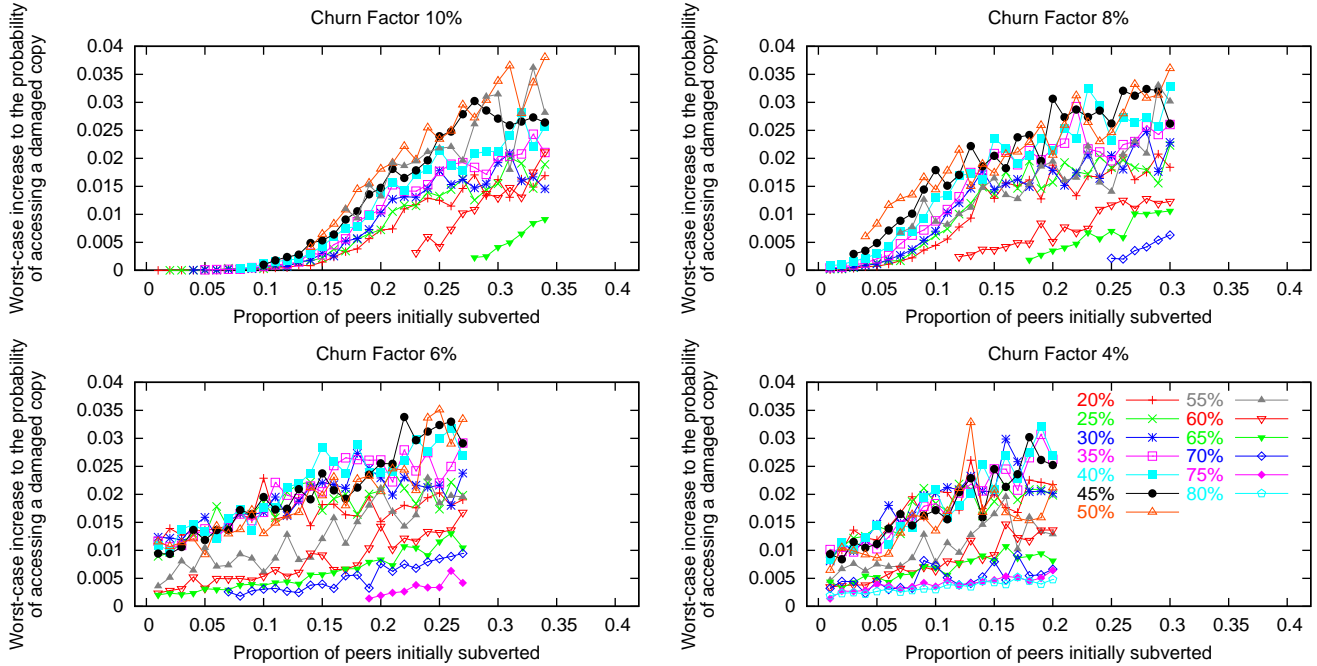 Churn Factor 10%
Worst-case increase to the probability
of accessing a damaged copy
0.04
0.035
0.03
0.025
0.02
0.015
0.01
0.005
0
0 0.05 0.1 0.15 0.2 0.25 0.3 0.35 0.4
Proportion of peers initially subverted
Churn Factor 8%
Worst-case increase to the probability
of accessing a damaged copy
0.04
0.035
0.03
0.025
0.02
0.015
0.01
0.005
0
0 0.05 0.1 0.15 0.2 0.25 0.3 0.35 0.4
Proportion of peers initially subverted
Churn Factor 6%
Worst-case increase to the probability
of accessing a damaged copy
0.04
0.035
0.03
0.025
0.02
0.015
0.01
0.005
0
0 0.05 0.1 0.15 0.2 0.25 0.3 0.35 0.4
Proportion of peers initially subverted
Churn Factor 4%
Worst-case increase to the probability
of accessing a damaged copy
0.04
0.035
0.03
0.025
0.02
0.015
0.01
0.005
0
20% 55%
25% 60%
30% 65%
35% 70%
40% 75%
45% 80%
50%
0 0.05 0.1 0.15 0.2 0.25 0.3 0.35 0.4
Proportion of peers initially subverted